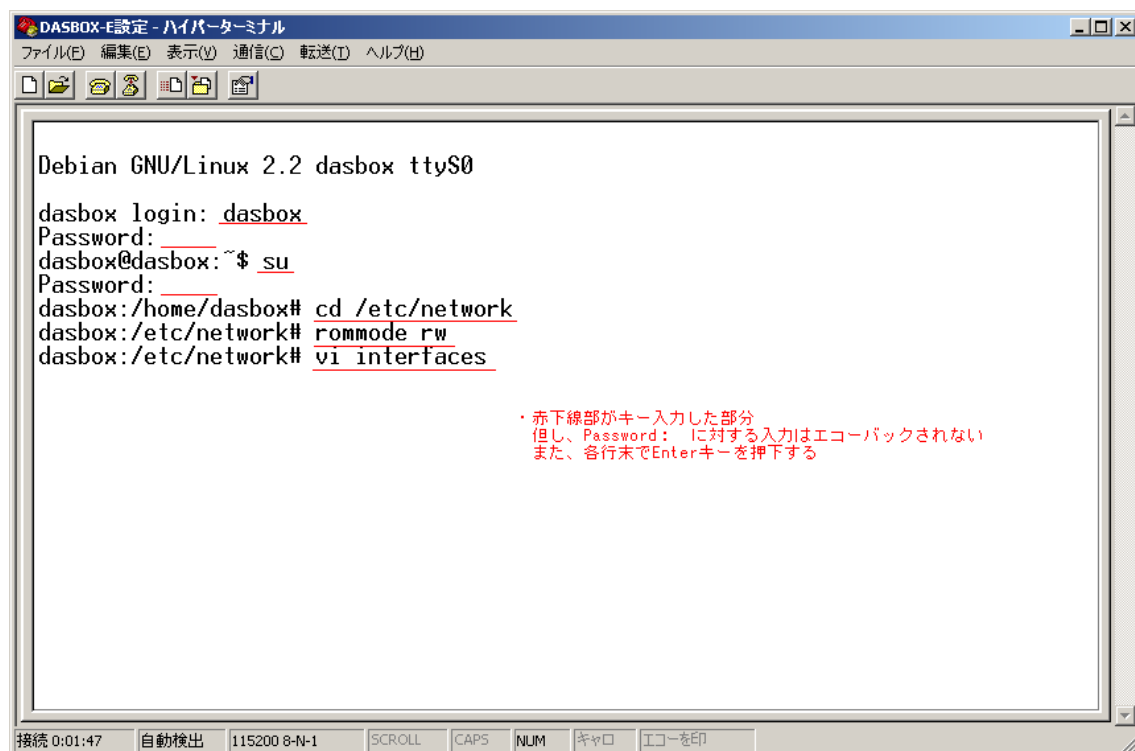 DASBOX-E設定 - ハイパーターミナル
ファイル(F) 編集(E) 表示(V) 通信(C) 転送(T) ヘルプ(H)
Debian GNU/Linux 2.2 dasbox ttyS0
dasbox login: dasbox
Password:
dasbox@dasbox:~$ su
Password:
dasbox:/home/dasbox# cd /etc/network
dasbox:/etc/network# rommode rw
dasbox:/etc/network# vi interfaces
・赤下線部がキー入力した部分
但し、Password： に対する入力はエコーバックされない
また、各行末でEnterキーを押下する
接続 0:01:47 自動検出 115200 8-N-1 SCROLL CAPS NUM キャロ エコーを印